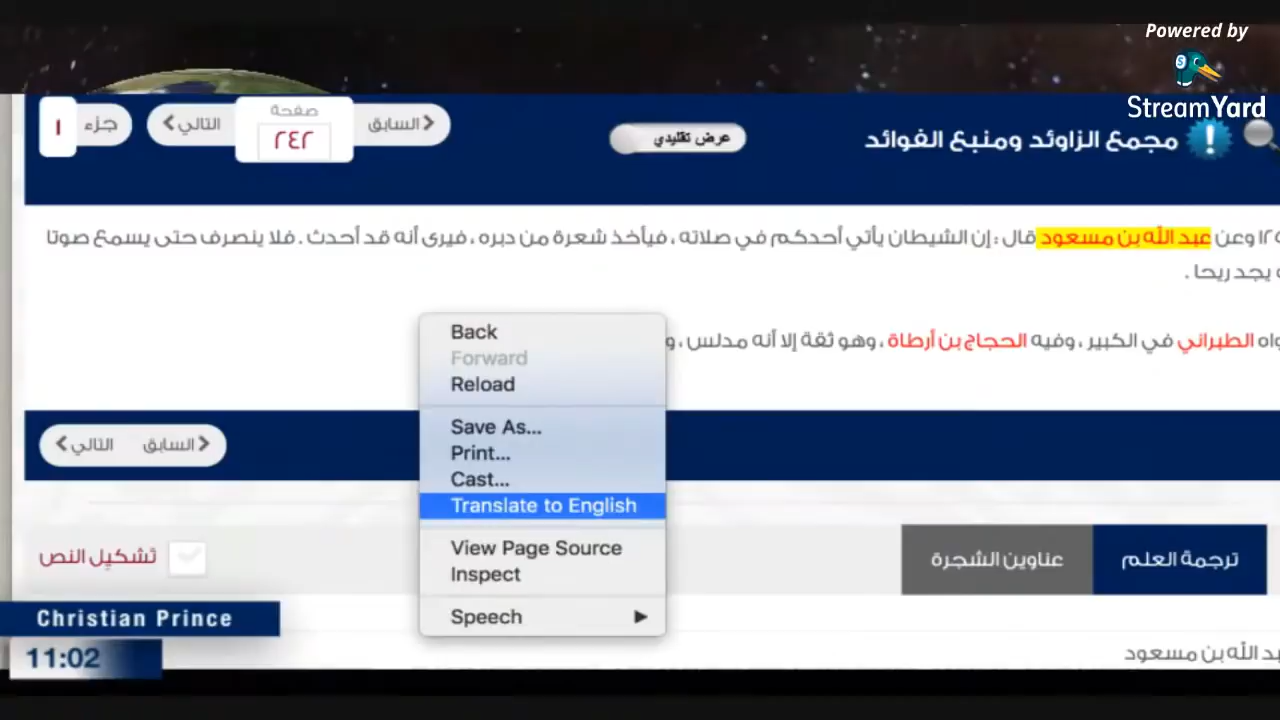 Powered by
StreamYard
مجمع الزاوئد ومنبع الفوائد
عرض تقليدي
السابق
صفحة
٢٤٢
التالي
جزء
١
وعن عبد الله بن مسعود قال : إن الشيطان يأتي أحدكم في صلاته ، فيأخذ شعرة من دبره ، فيرى أنه قد أحدث . فلا ينصرف حتى يسمع صوتا
يجد ريحا .
الطبراني في الكبير ، وفيه الحجاج بن أرطاة ، وهو ثقة إلا أنه مدلس ، و
Back
Forward
Reload
Save As...
Print...
Cast...
Translate to English
View Page Source
Inspect
Speech
السابق التالي
ترجمة العلم
عناوين الشجرة
تشكيل النص
Christian Prince
11:02
الله بن مسعود